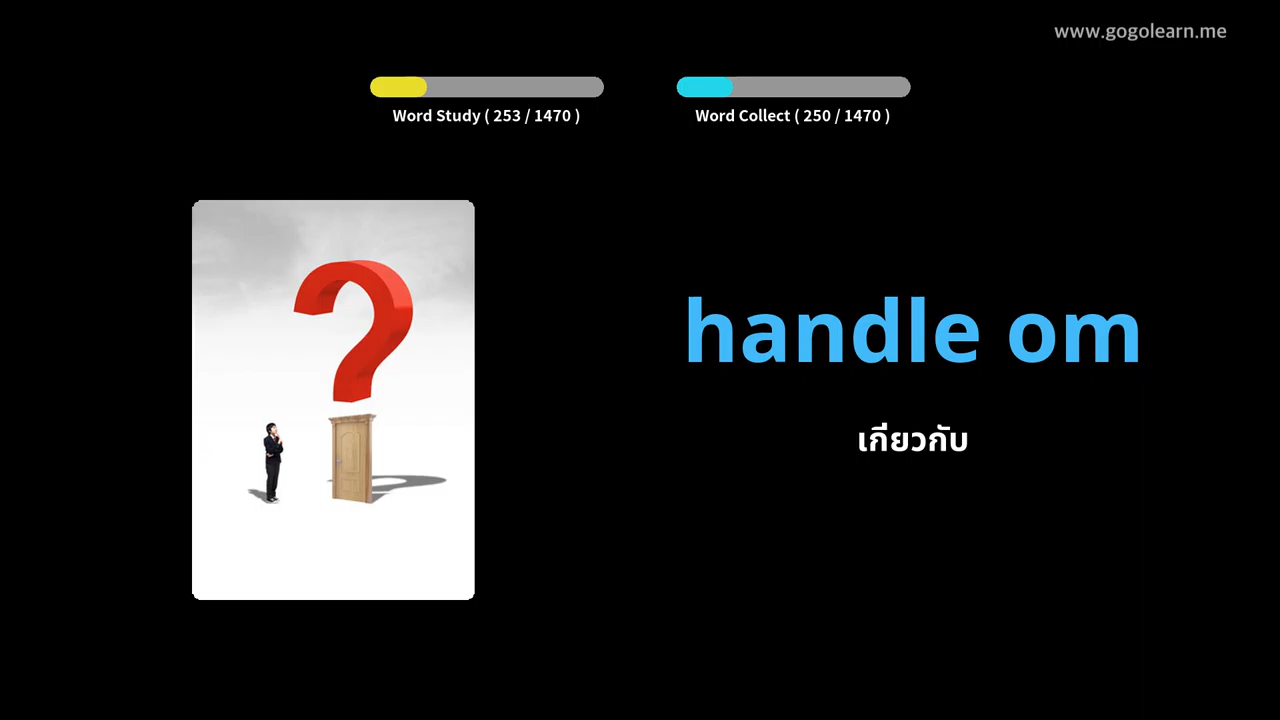 www.gogolearn.me
Word Study ( 253 / 1470 )
Word Collect ( 250 / 1470 )
handle om
เกี่ยวกับ